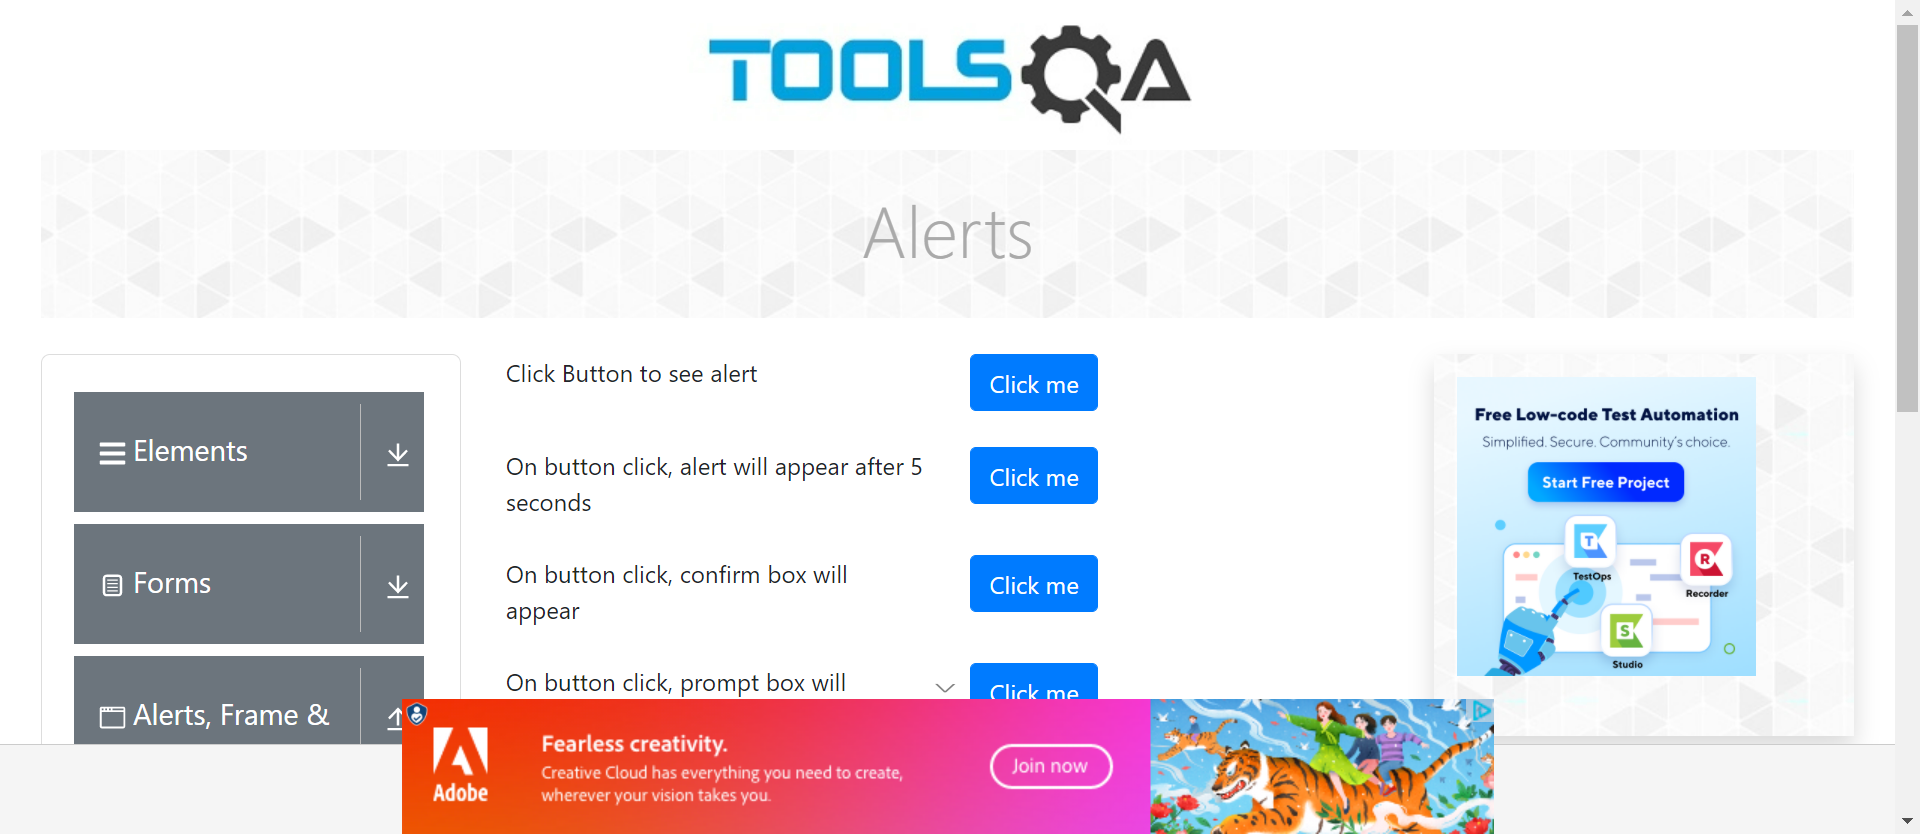 TOOLSQA
Alerts
Elements
Forms
Alerts, Frame &
Click Button to see alert
Click me
On button click, alert will appear after 5
seconds
Click me
On button click, confirm box will
appear
Click me
On button click, prompt box will
Click me
Free Low-code Test Automation
Simplified. Secure. Community's choice.
Start Free Project
TestOps
Recorder
Studio
Adobe
Fearless creativity.
Creative Cloud has everything you need to create,
wherever your vision takes you.
Join now